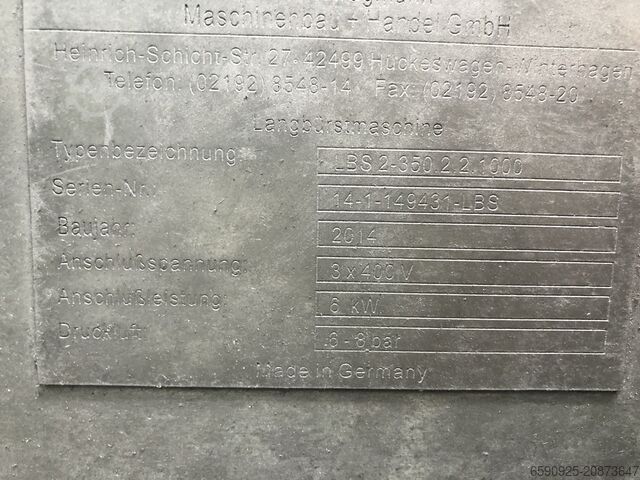 Maschinenbau - Handel GmbH
Heinrich-Schicht-Str. 27· 42499 Hückeswagen-Winterhagen
Telefon: (02192) 8548-14 Fax: (02192) 8548-20
Langbürstmaschine
Typenbezeichnung: LBS 2-350.2.2.1000
Serien-Nr.: 14-1-149431-LBS
Baujahr: 2014
Anschlußspannung: 3 x 400 V
Anschlußleistung: 6 kW
Druckluft: 6 - 8 bar
Made in Germany
6590925-20873647